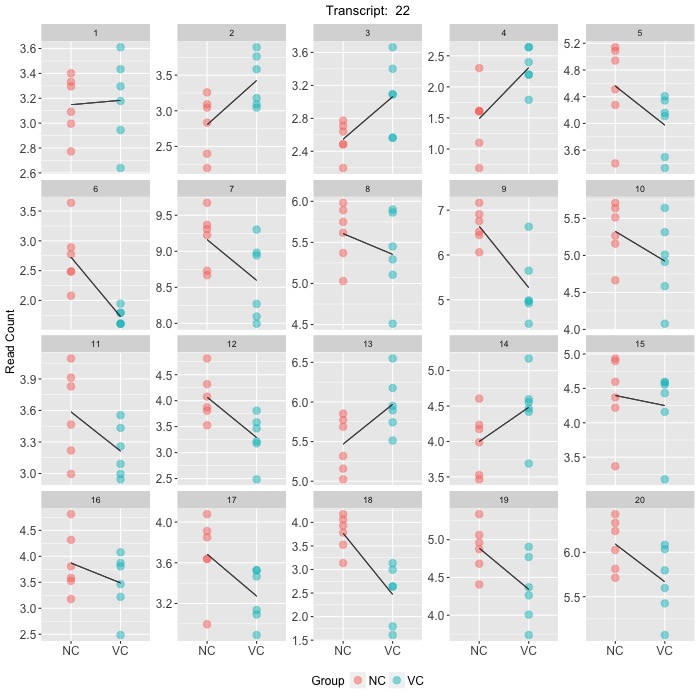 Transcript: 22
Read Count
1 2 3 4 5
3.6 3.4 3.2 3.0 2.8 2.6
3.5 3.0 2.5
3.6 3.2 2.8 2.4
2.5 2.0 1.5 1.0
5.2 4.8 4.4 4.0 3.6
6 7 8 9 10
3.5 3.0 2.5 2.0
9.5 9.0 8.5 8.0
6.0 5.5 5.0 4.5
7 6 5
5.5 5.0 4.5 4.0
11 12 13 14 15
3.9 3.6 3.3 3.0
4.5 4.0 3.5 3.0 2.5
6.5 6.0 5.5 5.0
5.0 4.5 4.0 3.5
5.0 4.5 4.0 3.5
16 17 18 19 20
4.5 4.0 3.5 3.0 2.5
4.0 3.6 3.2
4.0 3.5 3.0 2.5 2.0 1.5
5.0 4.5 4.0
6.0 5.5
NC VC NC VC NC VC NC VC NC VC
Group NC VC